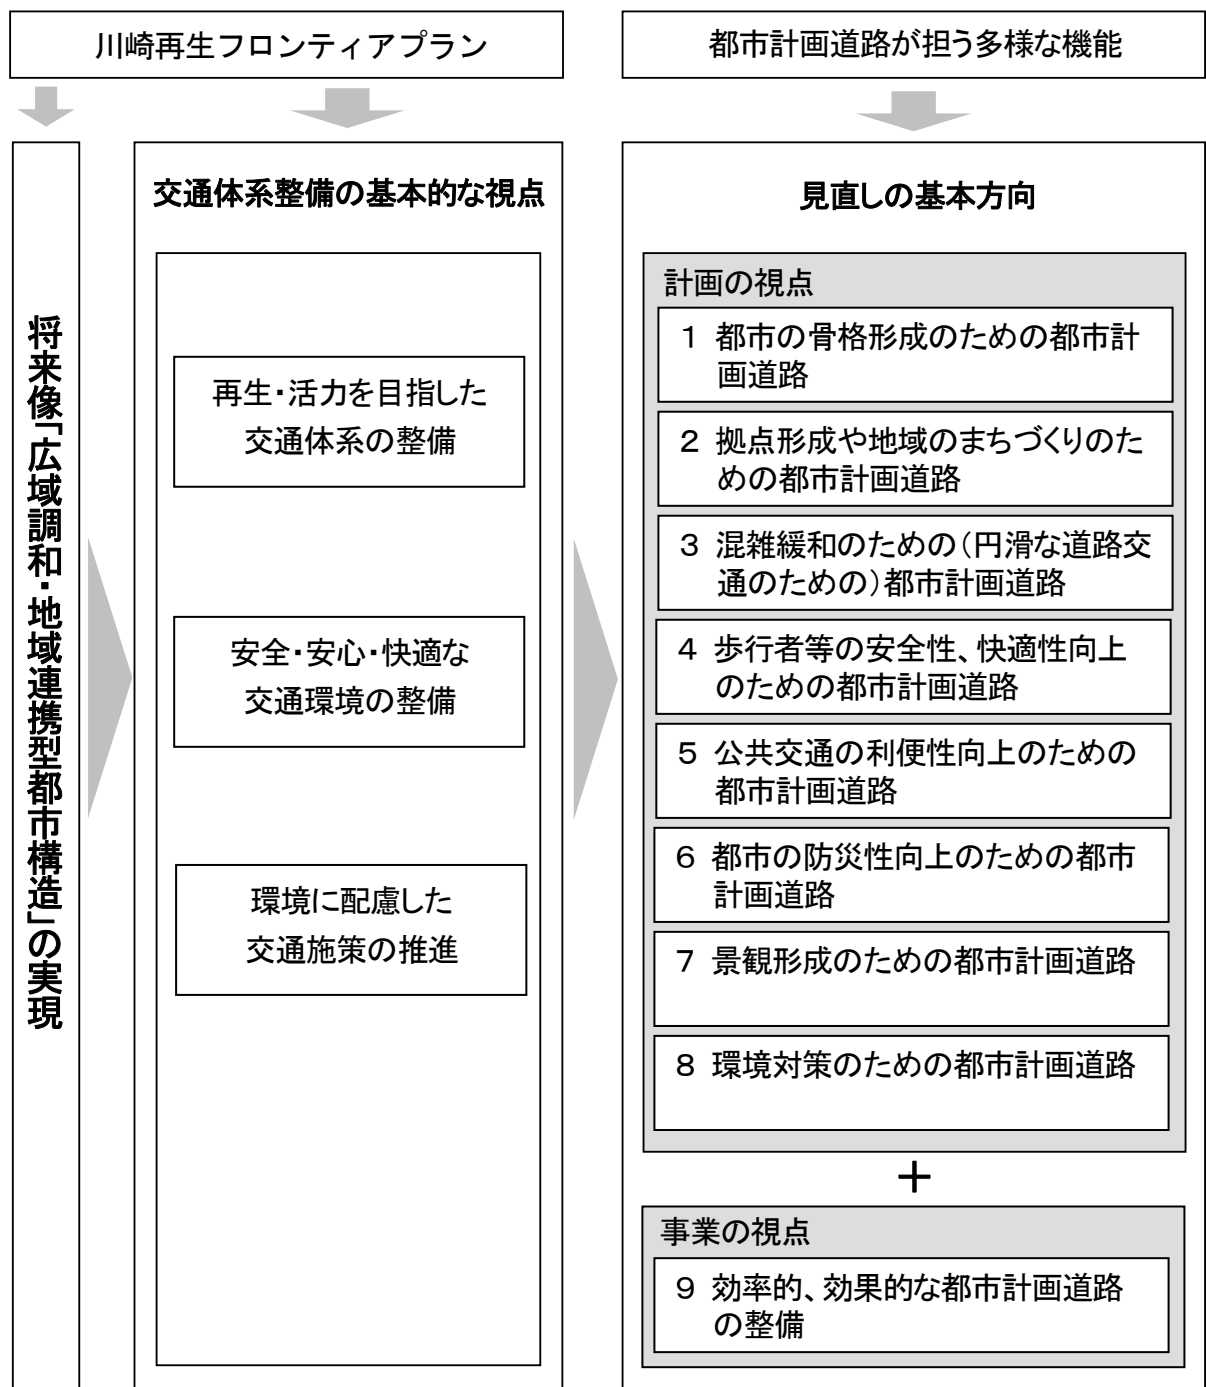 川崎再生フロンティアプラン
都市計画道路が担う多様な機能
将来像「広域調和・地域連携型都市構造」の実現
交通体系整備の基本的な視点
再生・活力を目指した
交通体系の整備
安全・安心・快適な
交通環境の整備
環境に配慮した
交通施策の推進
見直しの基本方向
計画の視点
１ 都市の骨格形成のための都市計
画道路
２ 拠点形成や地域のまちづくりのた
めの都市計画道路
３ 混雑緩和のための（円滑な道路交
通のための）都市計画道路
４ 歩行者等の安全性、快適性向上
のための都市計画道路
５ 公共交通の利便性向上のための
都市計画道路
６ 都市の防災性向上のための都市
計画道路
７ 景観形成のための都市計画道路
８ 環境対策のための都市計画道路
＋
事業の視点
９ 効率的、効果的な都市計画道路
の整備